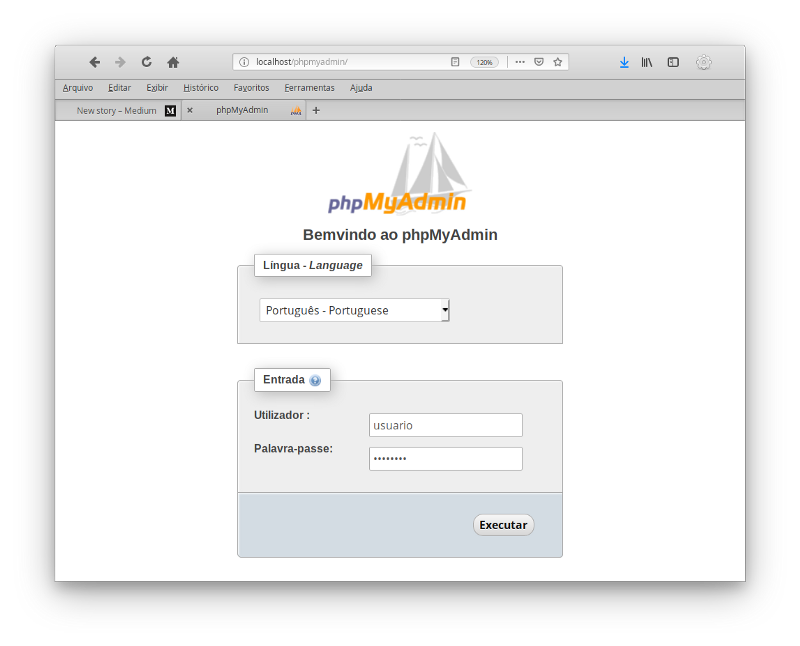 localhost/phpmyadmin/ 120%
Arquivo Editar Exibir Histórico Favoritos Ferramentas Ajuda
New story – Medium M phpMyAdmin
phpMyAdmin
Bemvindo ao phpMyAdmin
Língua - Language
Português - Portuguese
Entrada
Utilizador : usuario
Palavra-passe: ••••••••
Executar